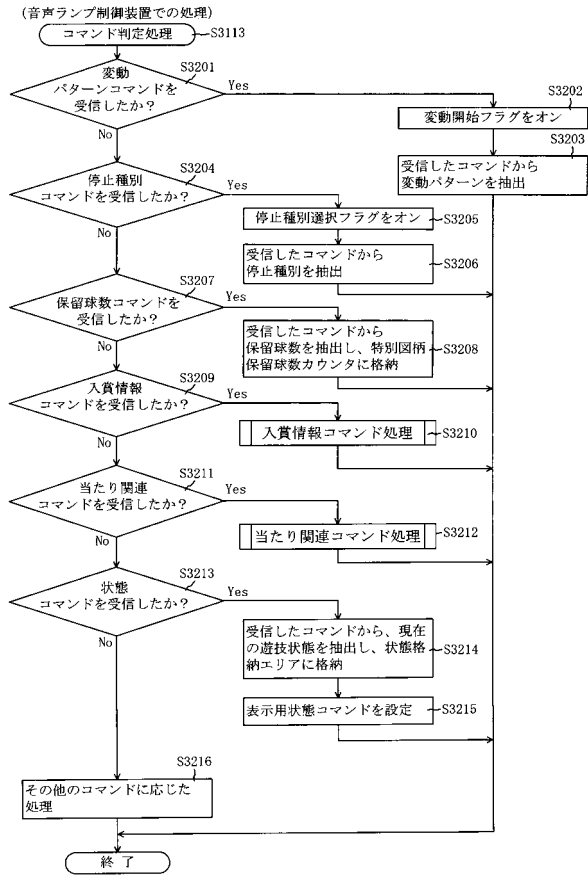 (音声ランプ制御装置での処理)
コマンド判定処理
S3113
変動
パターンコマンドを
受信したか?
S3201
Yes
No
変動開始フラグをオン
S3202
受信したコマンドから
変動パターンを抽出
S3203
停止種別
コマンドを受信したか?
S3204
Yes
No
停止種別選択フラグをオン
S3205
受信したコマンドから
停止種別を抽出
S3206
保留球数コマンドを
受信したか?
S3207
Yes
No
受信したコマンドから
保留球数を抽出し、特別図柄
保留球数カウンタに格納
S3208
入賞情報
コマンドを受信したか?
S3209
Yes
No
入賞情報コマンド処理
S3210
当たり関連
コマンドを受信したか?
S3211
Yes
No
当たり関連コマンド処理
S3212
状態
コマンドを受信したか?
S3213
Yes
No
受信したコマンドから、現在
の遊技状態を抽出し、状態格
納エリアに格納
S3214
表示用状態コマンドを設定
S3215
その他のコマンドに応じた
処理
S3216
終 了